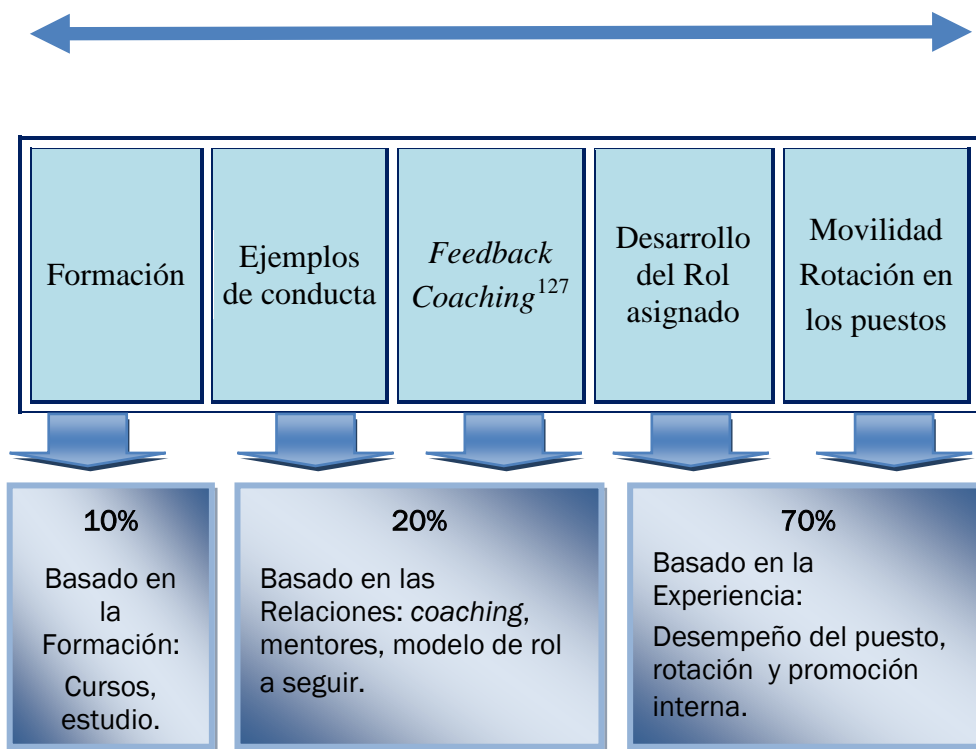 Formación
Ejemplos
de conducta
Feedback
Coaching127
Desarrollo
del Rol
asignado
Movilidad
Rotación en
los puestos
10%
Basado en
la
Formación:
Cursos,
estudio.
20%
Basado en las
Relaciones: coaching,
mentores, modelo de rol
a seguir.
70%
Basado en la
Experiencia:
Desempeño del puesto,
rotación y promoción
interna.